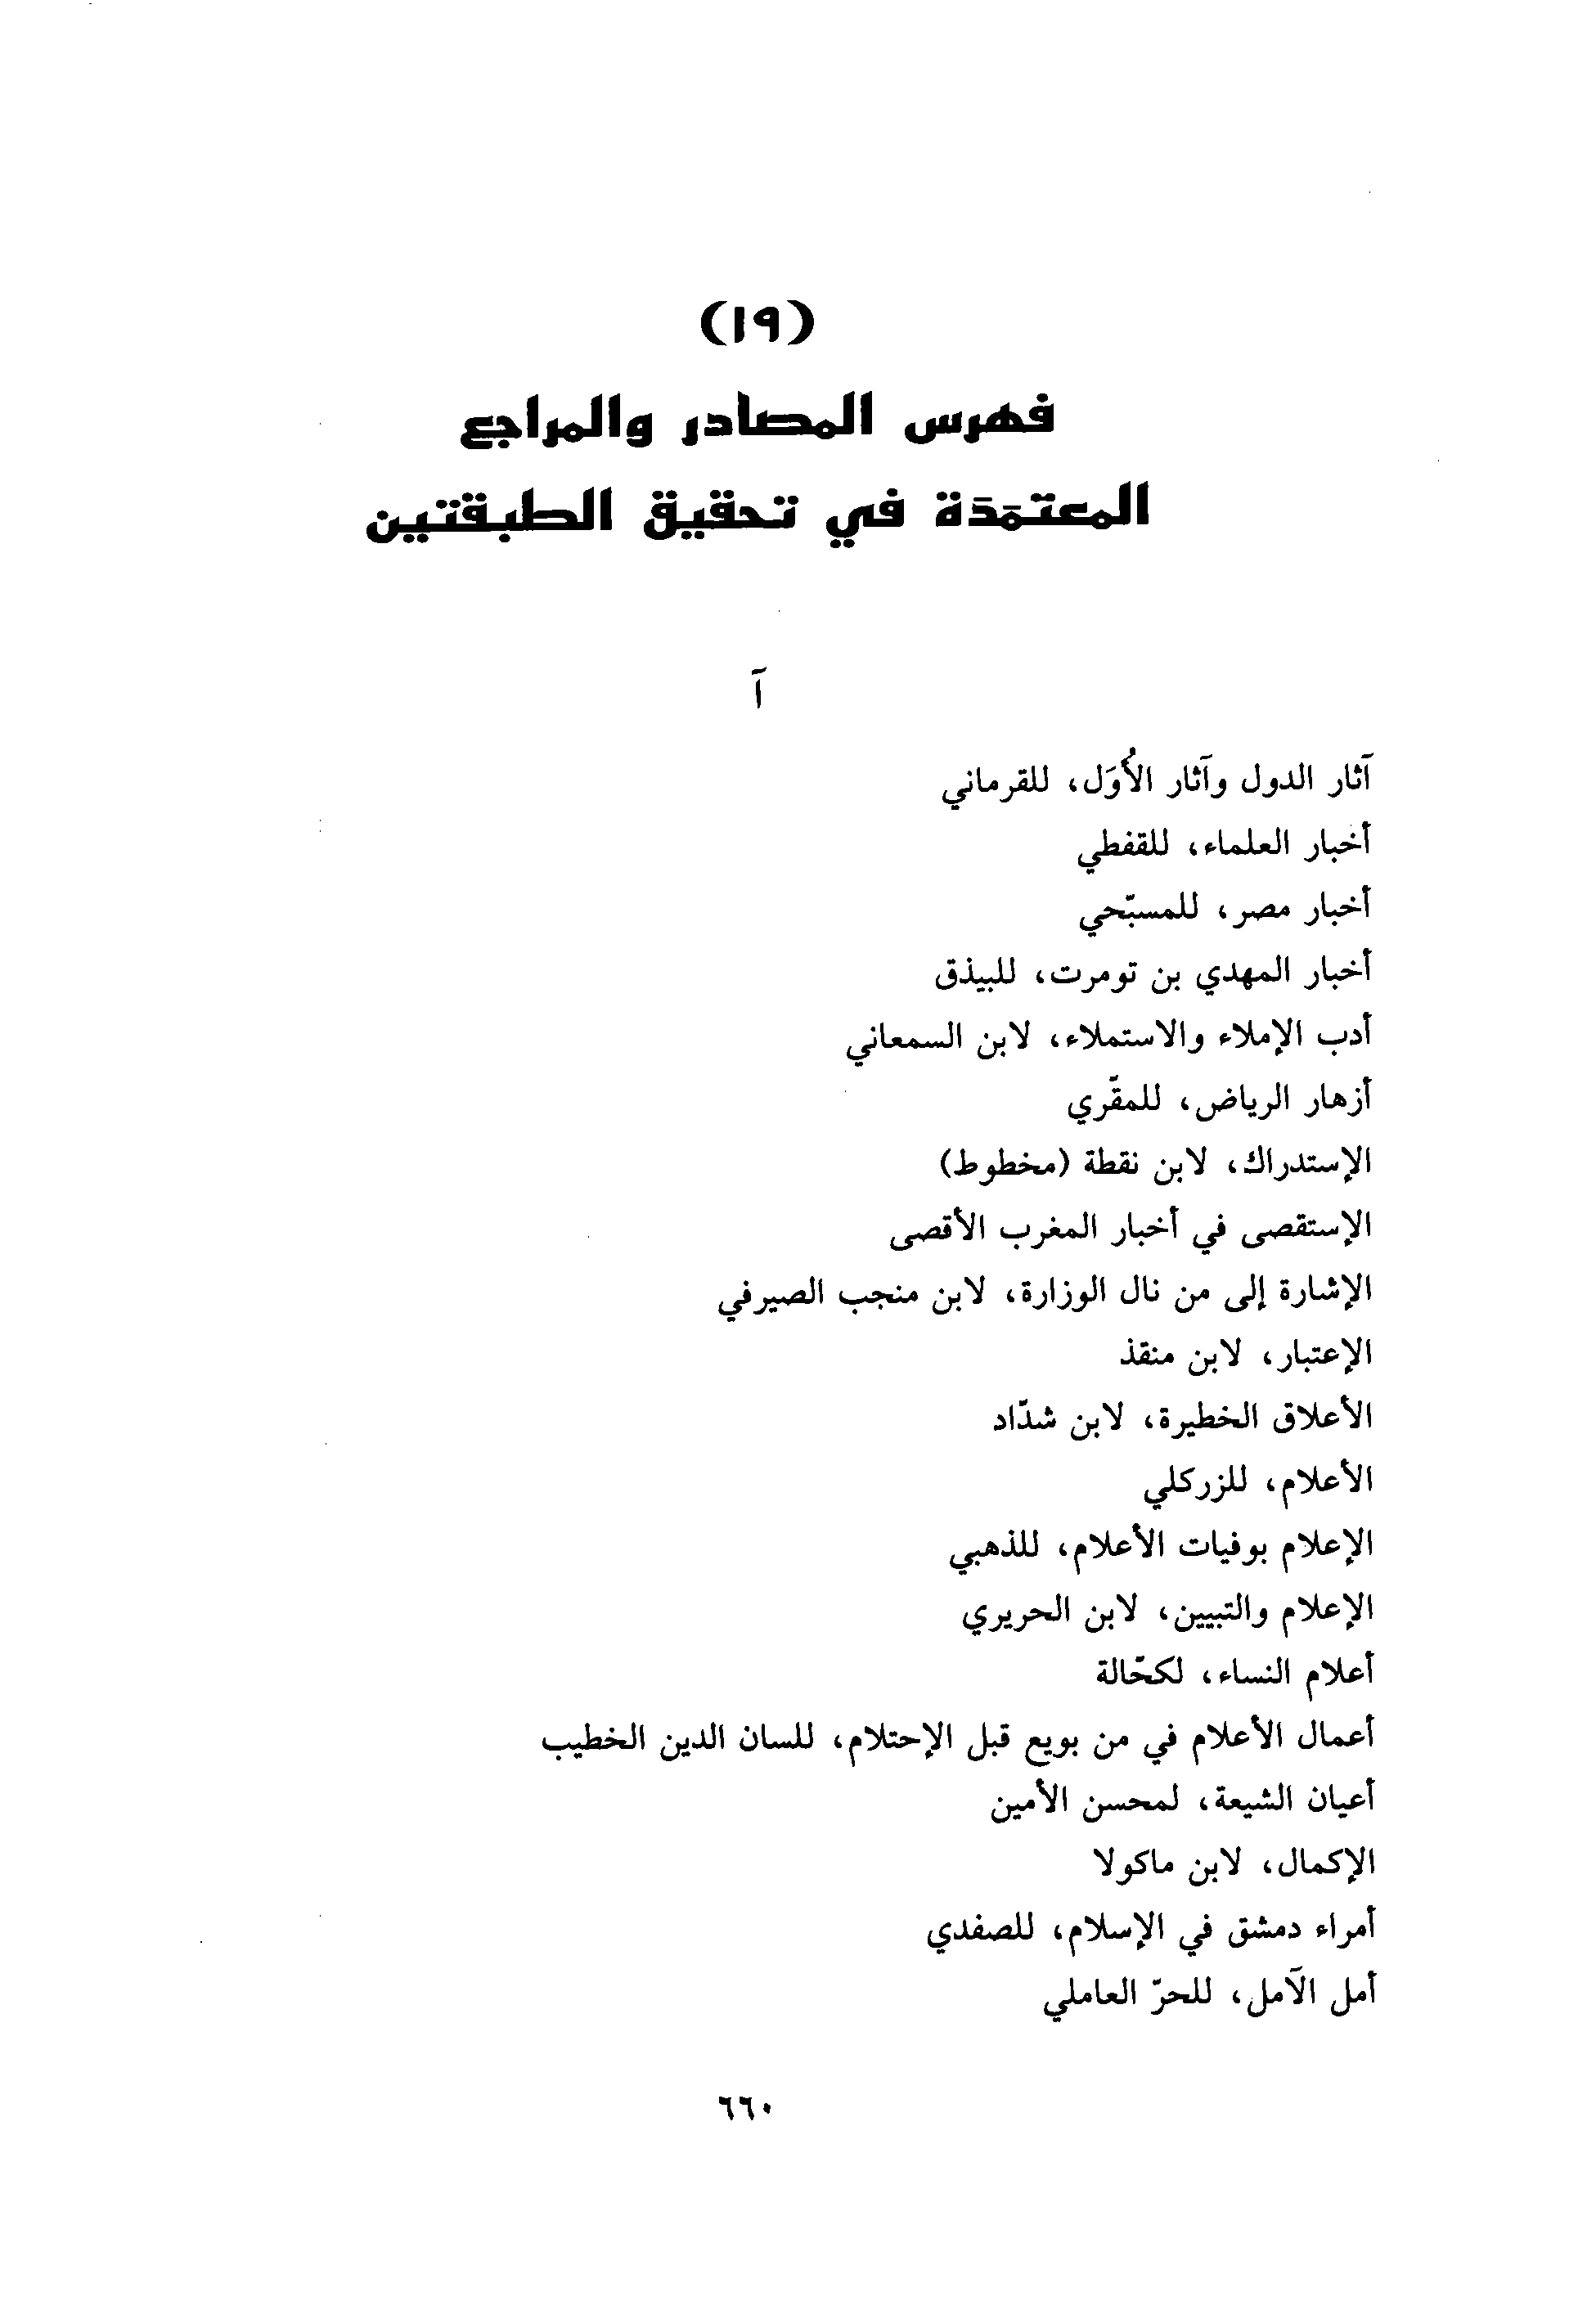 (١٩)
فهرس المصادر والمراجع
المعتمَدَة في تحقيق الطبقتين
آ
آثار الدول وآثار الأُوَل، للقرماني
أخبار العلماء، للقفطي
أخبار مصر، للمسبّحي
أخبار المهدي بن تومرت، للبيذق
أدب الإملاء والاستملاء، لابن السمعاني
أزهار الرياض، للمقّري
الإستدراك، لابن نقطة (مخطوط)
الإستقصى في أخبار المغرب الأقصى
الإشارة إلى من نال الوزارة، لابن منجب الصيرفي
الإعتبار، لابن منقذ
الأعلاق الخطيرة، لابن شدّاد
الأعلام، للزركلي
الإعلام بوفيات الأعلام، للذهبي
الإعلام والتبيين، لابن الحريري
أعلام النساء، لكحّالة
أعمال الأعلام في من بويع قبل الإحتلام، للسان الدين الخطيب
أعيان الشيعة، لمحسن الأمين
الإكمال، لابن ماكولا
أمراء دمشق في الإسلام، للصفدي
أمل الآمل، للحرّ العاملي
٦٦٠